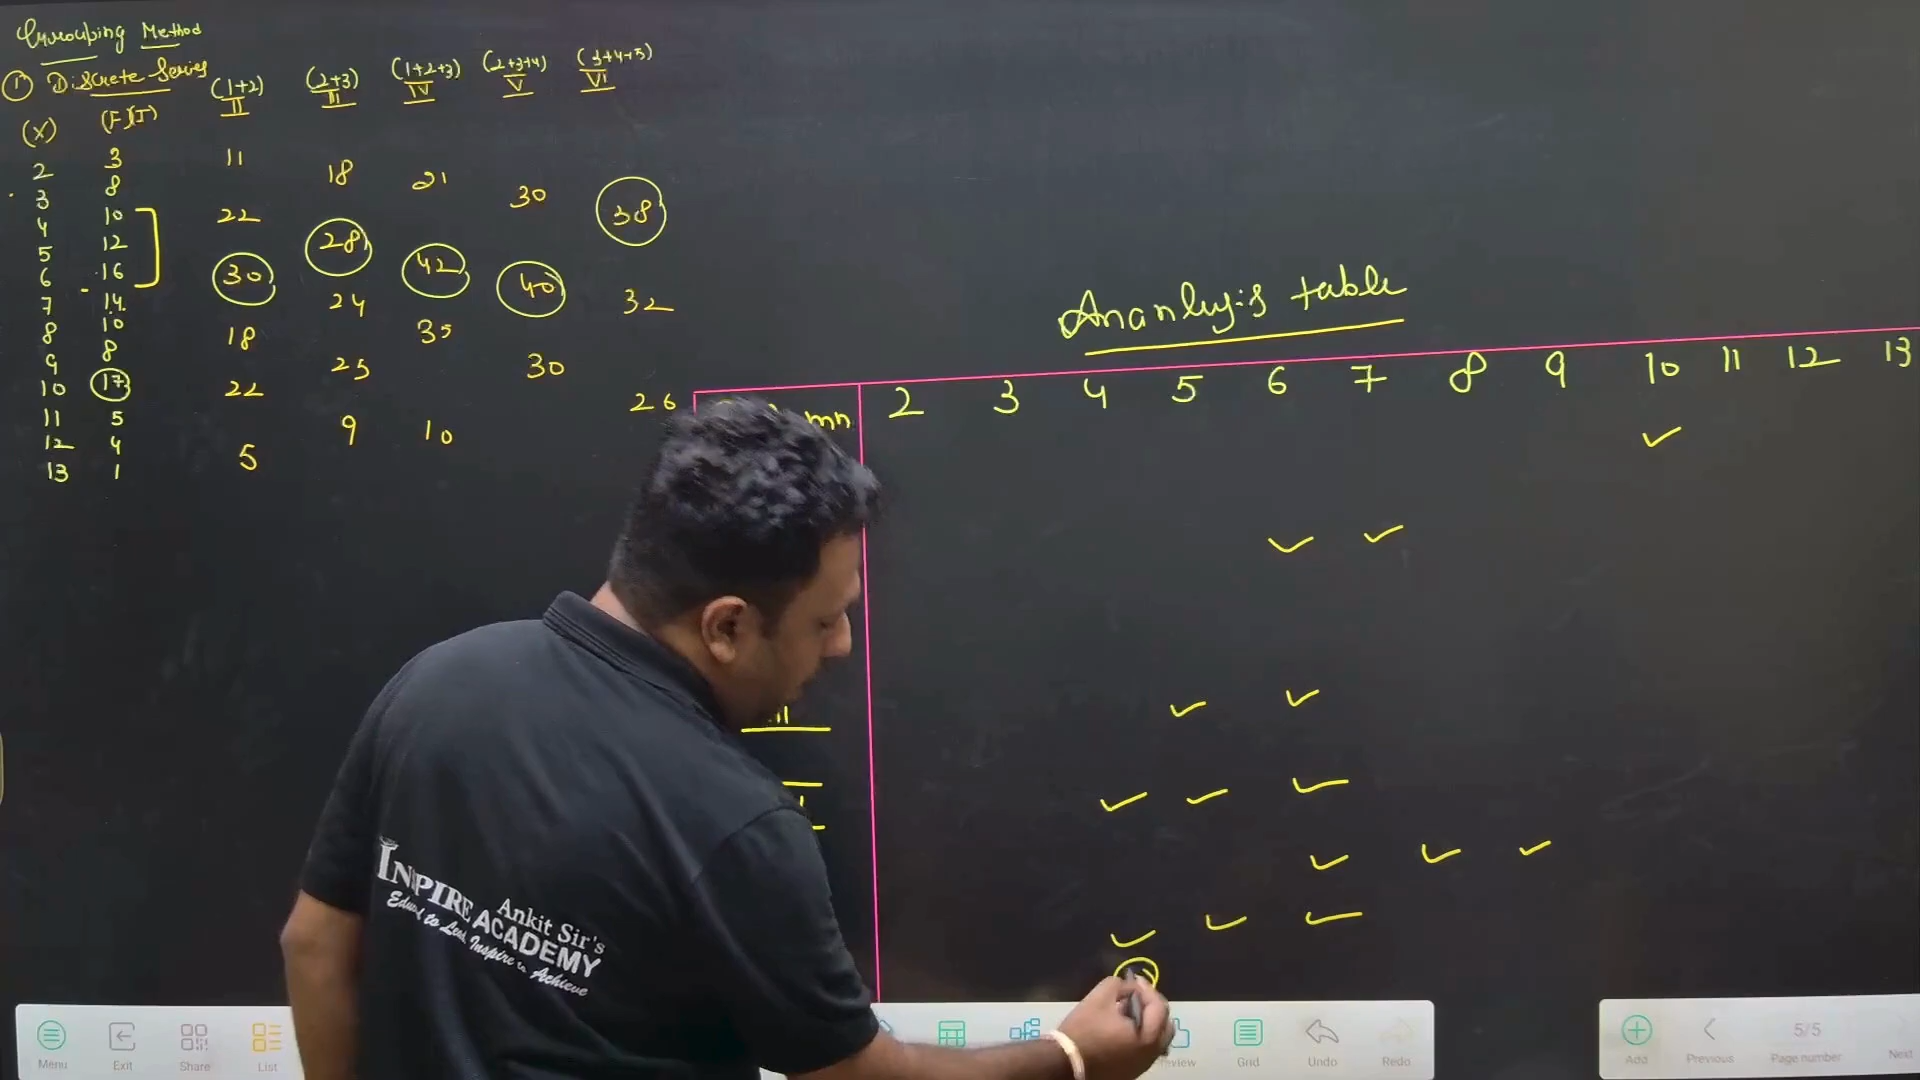 Grouping Method
① Discrete Series
(X) (F)(I) (1+2) II (2+3) III (1+2+3) IV (2+3+4) V (3+4+5) VI
2 3 11
3 8 18 21
4 10 22 30 38
5 12 28
6 16 30 42 40
7 14 24 32
8 10 18 35
9 8 25 30
10 17 22 26
11 5 9 10
12 4 5
13 1
Ananlysis table
2 3 4 5 6 7 8 9 10 11 12 13
INSPIRE ACADEMY
Ankit Sir's
Educate to Lead, Inspire to Achieve
Menu Exit Share List Grid Undo Redo Add Previous 5/5 Page number Next